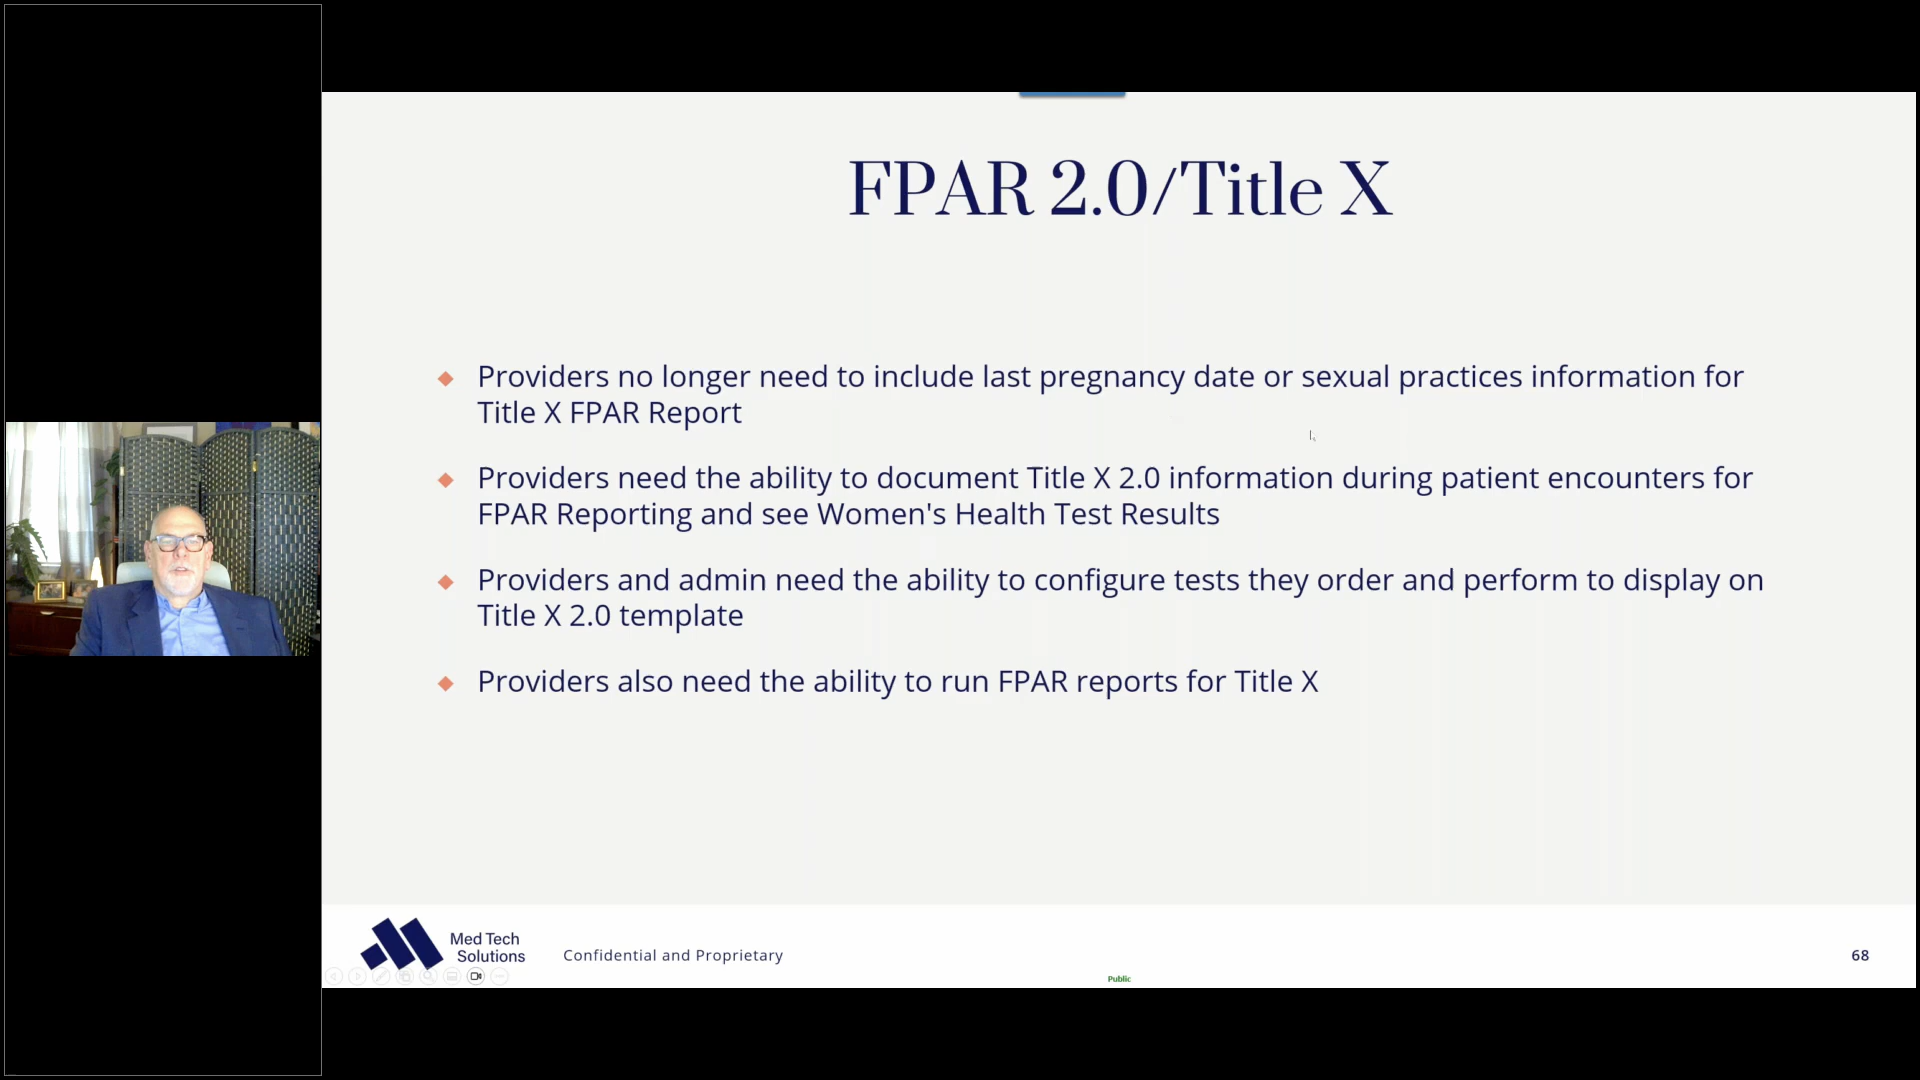 FPAR 2.0/Title X
Providers no longer need to include last pregnancy date or sexual practices information for
Title X FPAR Report
Providers need the ability to document Title X 2.0 information during patient encounters for
FPAR Reporting and see Women's Health Test Results
Providers and admin need the ability to configure tests they order and perform to display on
Title X 2.0 template
Providers also need the ability to run FPAR reports for Title X
Med Tech
Solutions
Confidential and Proprietary
68
Public